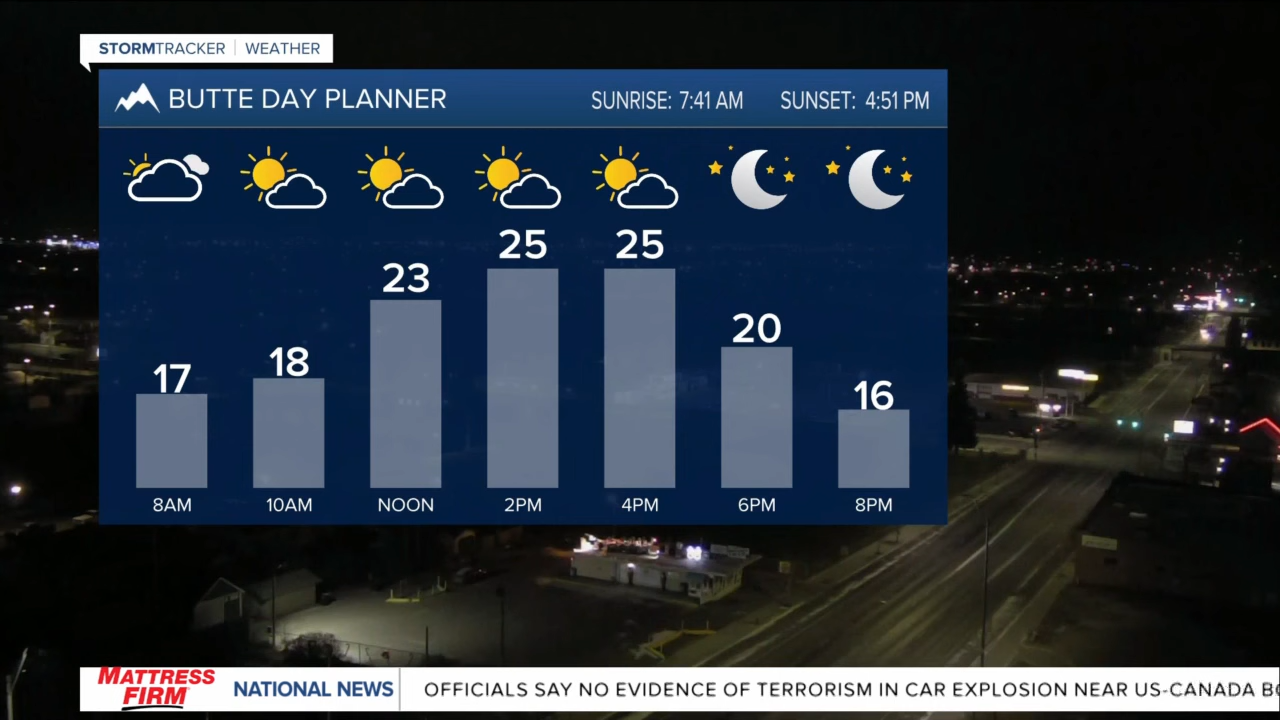 STORMTRACKER | WEATHER
BUTTE DAY PLANNER
SUNRISE: 7:41 AM SUNSET: 4:51 PM
17 18 23 25 25 20 16
8AM 10AM NOON 2PM 4PM 6PM 8PM
MATTRESS
FIRM
NATIONAL NEWS
OFFICIALS SAY NO EVIDENCE OF TERRORISM IN CAR EXPLOSION NEAR US-CANADA